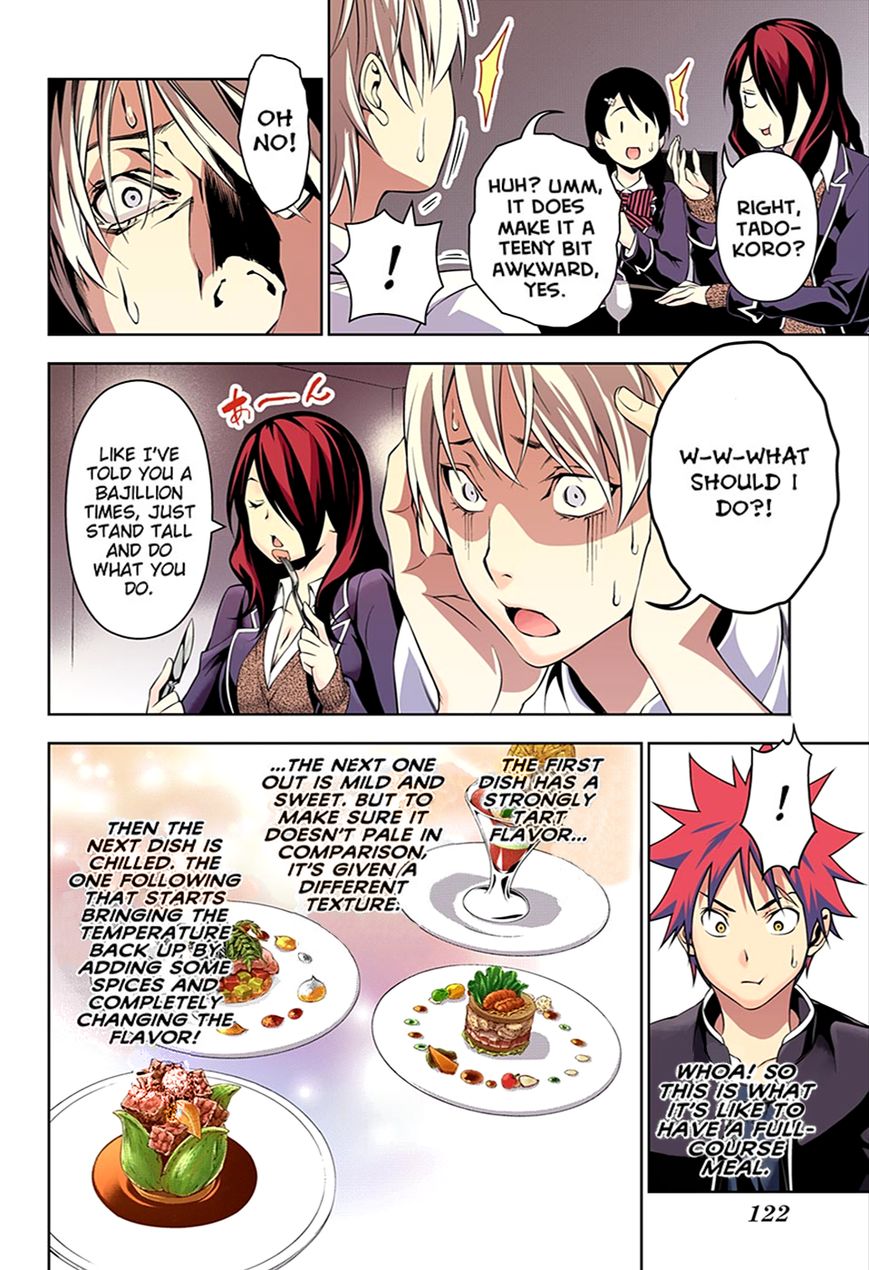 RIGHT,
TADO-
KORO?
HUH? UMM,
IT DOES
MAKE IT A
TEENY BIT
AWKWARD,
YES.
!
OH
NO!
W-W-WHAT
SHOULD I
DO?!
あ〜ん
LIKE I'VE
TOLD YOU A
BAJILLION
TIMES, JUST
STAND TALL
AND DO
WHAT YOU
DO.
!
WHOA! SO
THIS IS WHAT
IT'S LIKE TO
HAVE A FULL-
COURSE
MEAL.
THE FIRST
DISH HAS A
STRONGLY
TART
FLAVOR...
...THE NEXT ONE
OUT IS MILD AND
SWEET. BUT TO
MAKE SURE IT
DOESN'T PALE IN
COMPARISON,
IT'S GIVEN A
DIFFERENT
TEXTURE.
THEN THE
NEXT DISH IS
CHILLED. THE
ONE FOLLOWING
THAT STARTS
BRINGING THE
TEMPERATURE
BACK UP BY
ADDING SOME
SPICES AND
COMPLETELY
CHANGING THE
FLAVOR!
122